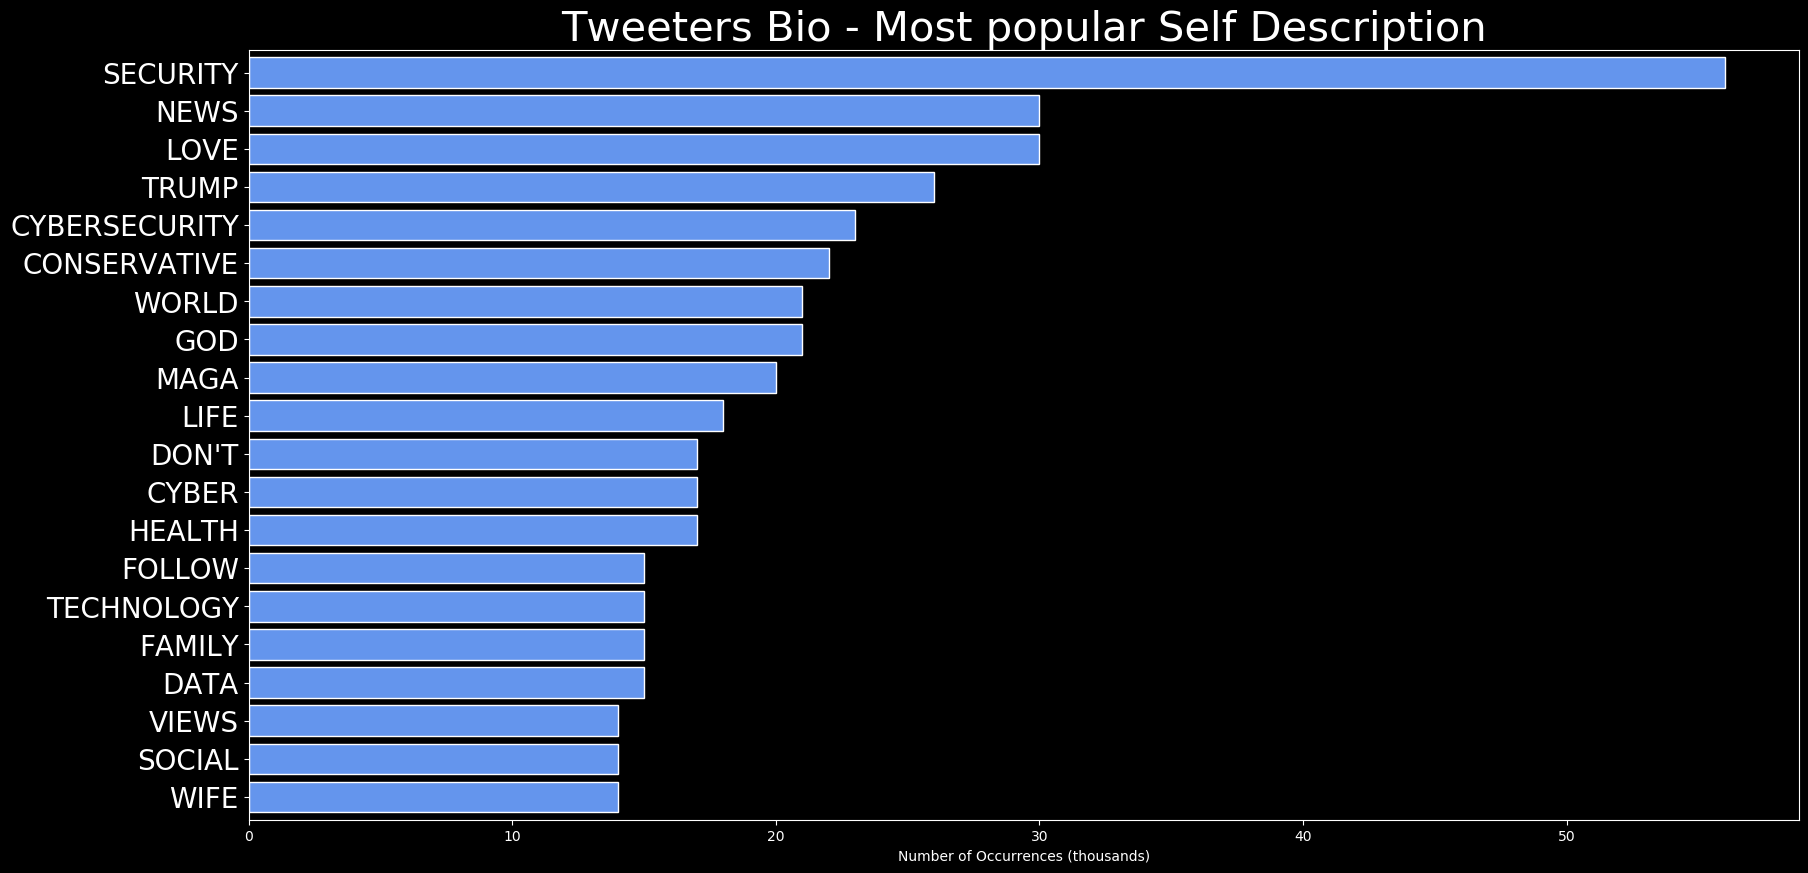 Tweeters Bio - Most popular Self Description
SECURITY
NEWS
LOVE
TRUMP
CYBERSECURITY
CONSERVATIVE
WORLD
GOD
MAGA
LIFE
DON'T
CYBER
HEALTH
FOLLOW
TECHNOLOGY
FAMILY
DATA
VIEWS
SOCIAL
WIFE
0 10 20 30 40 50
Number of Occurrences (thousands)